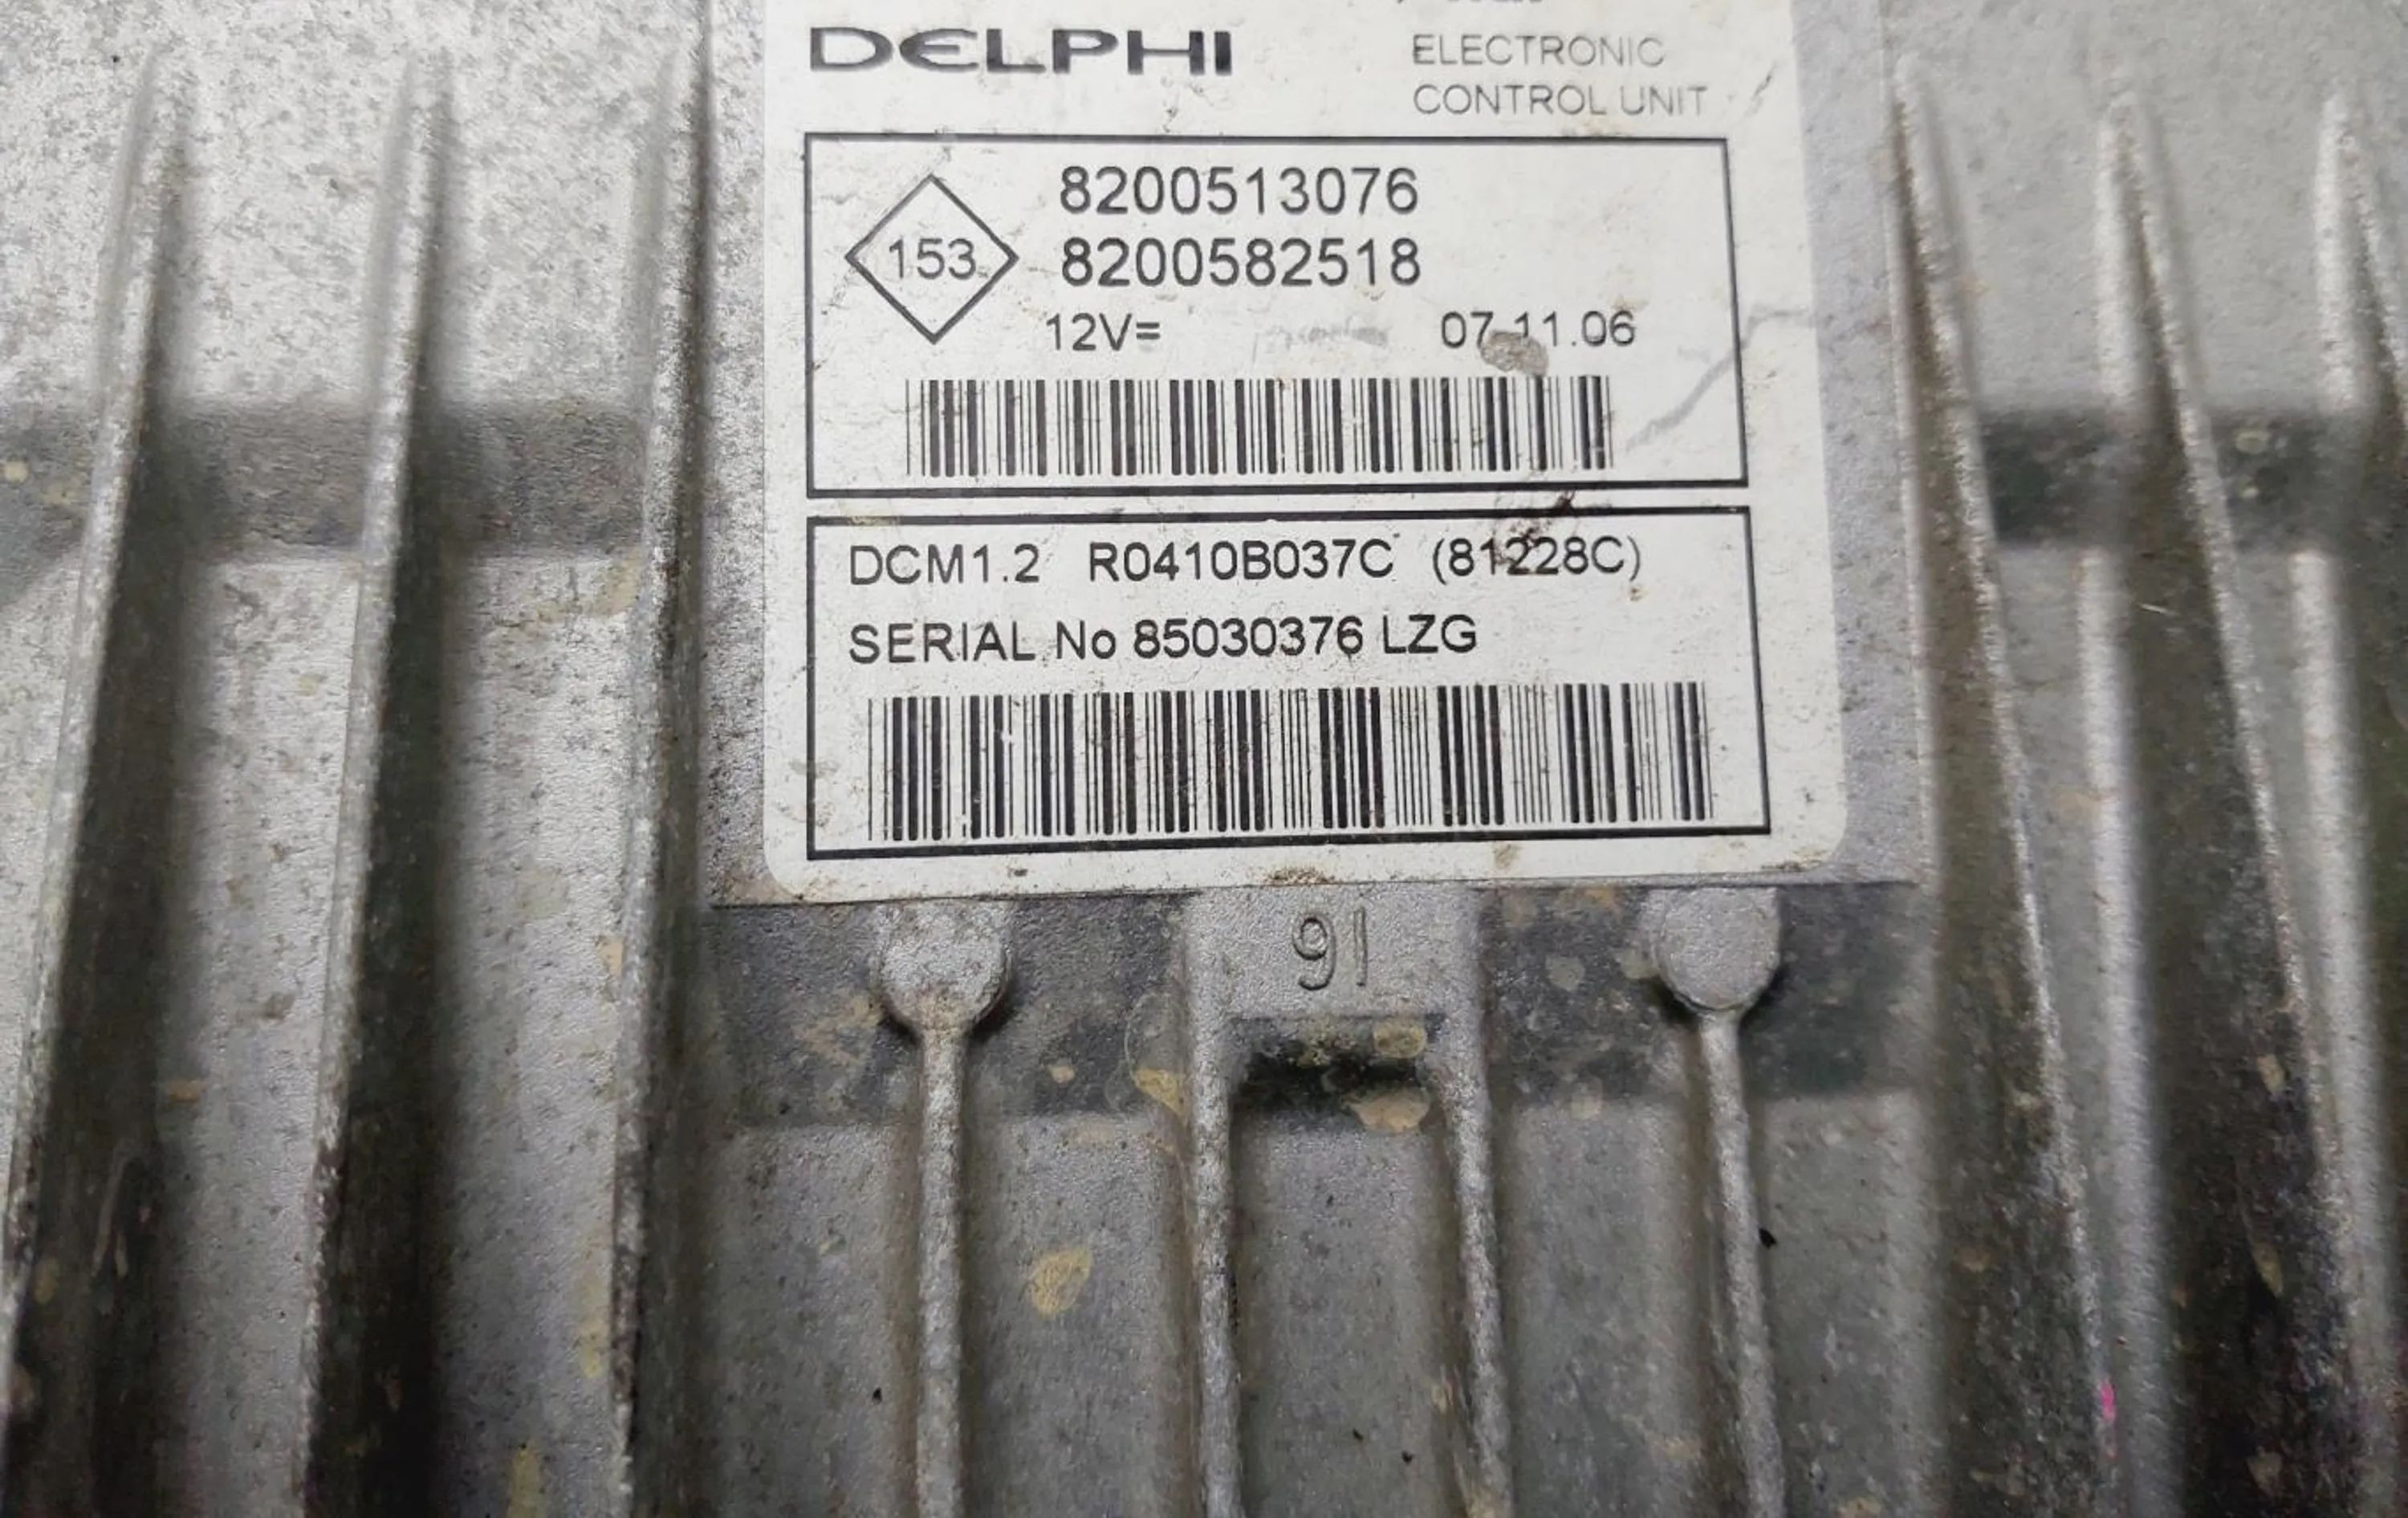 DELPHI
ELECTRONIC
CONTROL UNIT
153
8200513076
8200582518
12V=
07.11.06
DCM1.2 R0410B037C (81228C)
SERIAL No 85030376 LZG
91